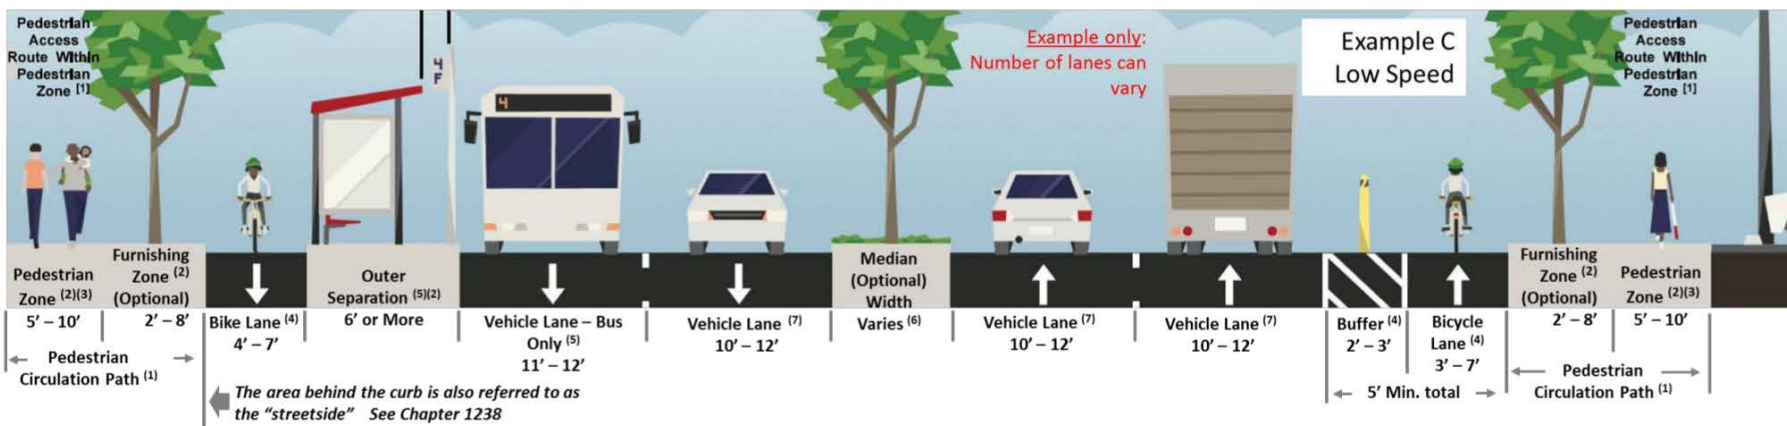 Pedestrian
Access
Route Within
Pedestrian
Zone [1]
4
F
4
Example only:
Number of lanes can
vary
Example C
Low Speed
Pedestrian
Access
Route Within
Pedestrian
Zone [1]
Pedestrian
Zone (2)(3)
Furnishing
Zone (2)
(Optional)
Outer
Separation (5)(2)
Median
(Optional)
Width
Varies (6)
Furnishing
Zone (2)
(Optional)
Pedestrian
Zone (2)(3)
5' – 10'
2' – 8'
Bike Lane (4)
4' – 7'
6' or More
Vehicle Lane – Bus
Only (5)
11' – 12'
Vehicle Lane (7)
10' – 12'
Vehicle Lane (7)
10' – 12'
Vehicle Lane (7)
10' – 12'
Buffer (4)
2' – 3'
Bicycle
Lane (4)
3' – 7'
2' – 8'
5' – 10'
Pedestrian
Circulation Path (1)
The area behind the curb is also referred to as
the "streetside" See Chapter 1238
5' Min. total
Pedestrian
Circulation Path (1)